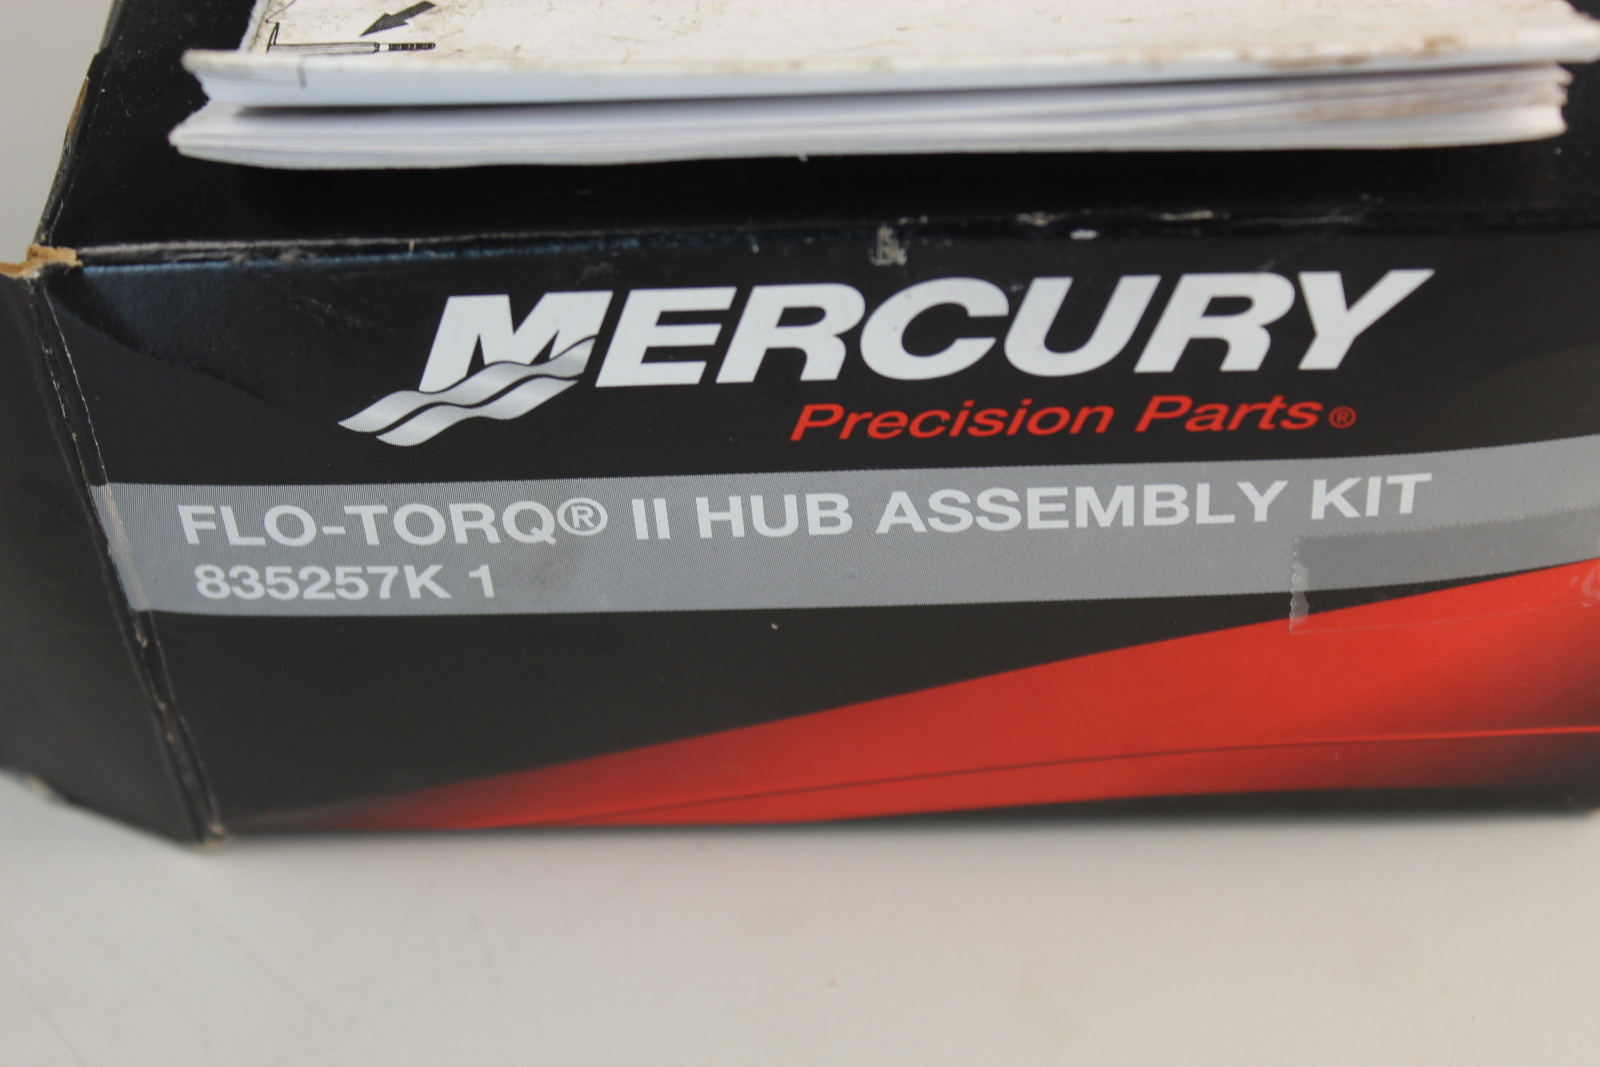 MERCURY
Precision Parts®
FLO-TORQ® II HUB ASSEMBLY KIT
835257K 1